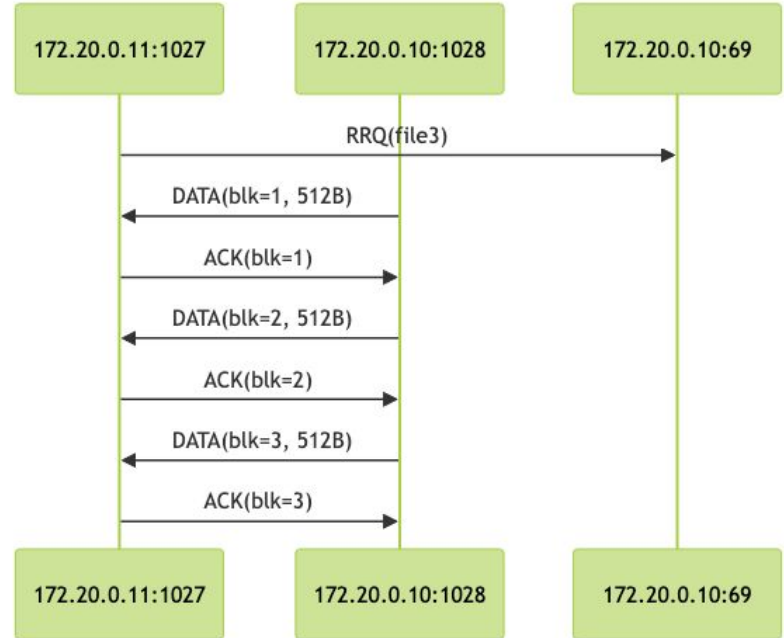 172.20.0.11:1027 172.20.0.10:1028 172.20.0.10:69
RRQ(file3)
DATA(blk=1, 512B)
ACK(blk=1)
DATA(blk=2, 512B)
ACK(blk=2)
DATA(blk=3, 512B)
ACK(blk=3)
172.20.0.11:1027 172.20.0.10:1028 172.20.0.10:69